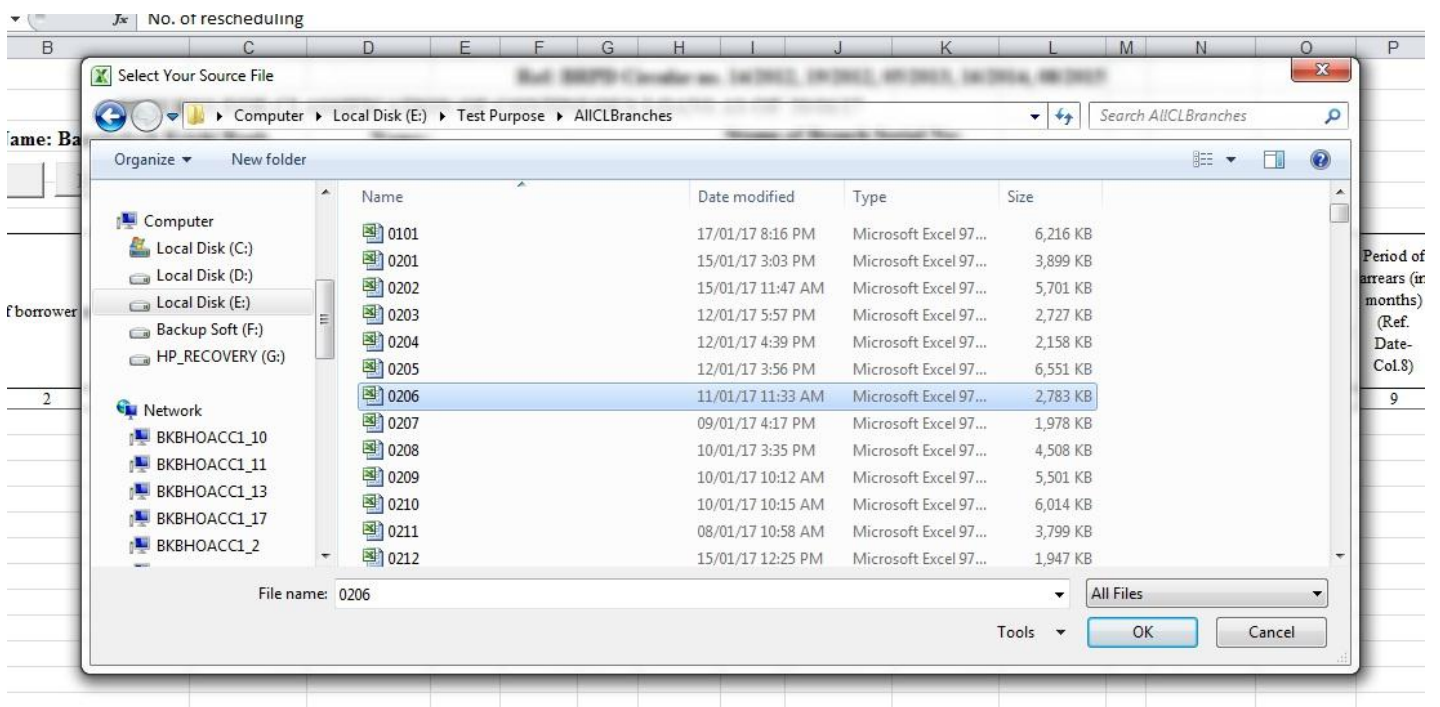 fx No. of rescheduling
B C D E F G H I J K L M N O P
Select Your Source File
Computer Local Disk (E:) Test Purpose AllCLBranches
Search AllCLBranches
Name: Ba
Organize New folder
Name Date modified Type Size
Computer
Local Disk (C:)
Local Disk (D:)
Local Disk (E:)
Backup Soft (F:)
HP_RECOVERY (G:)
Network
BKBHOACC1_10
BKBHOACC1_11
BKBHOACC1_13
BKBHOACC1_17
BKBHOACC1_2
0101 17/01/17 8:16 PM Microsoft Excel 97... 6,216 KB
0201 15/01/17 3:03 PM Microsoft Excel 97... 3,899 KB
0202 15/01/17 11:47 AM Microsoft Excel 97... 5,701 KB
0203 12/01/17 5:57 PM Microsoft Excel 97... 2,727 KB
0204 12/01/17 4:39 PM Microsoft Excel 97... 2,158 KB
0205 12/01/17 3:56 PM Microsoft Excel 97... 6,551 KB
0206 11/01/17 11:33 AM Microsoft Excel 97... 2,783 KB
0207 09/01/17 4:17 PM Microsoft Excel 97... 1,978 KB
0208 10/01/17 3:35 PM Microsoft Excel 97... 4,508 KB
0209 10/01/17 10:12 AM Microsoft Excel 97... 5,501 KB
0210 10/01/17 10:15 AM Microsoft Excel 97... 6,014 KB
0211 08/01/17 10:58 AM Microsoft Excel 97... 3,799 KB
0212 15/01/17 12:25 PM Microsoft Excel 97... 1,947 KB
f borrower
2
Period of
arrears (in
months)
(Ref.
Date-
Col.8)
9
File name: 0206 All Files
Tools OK Cancel